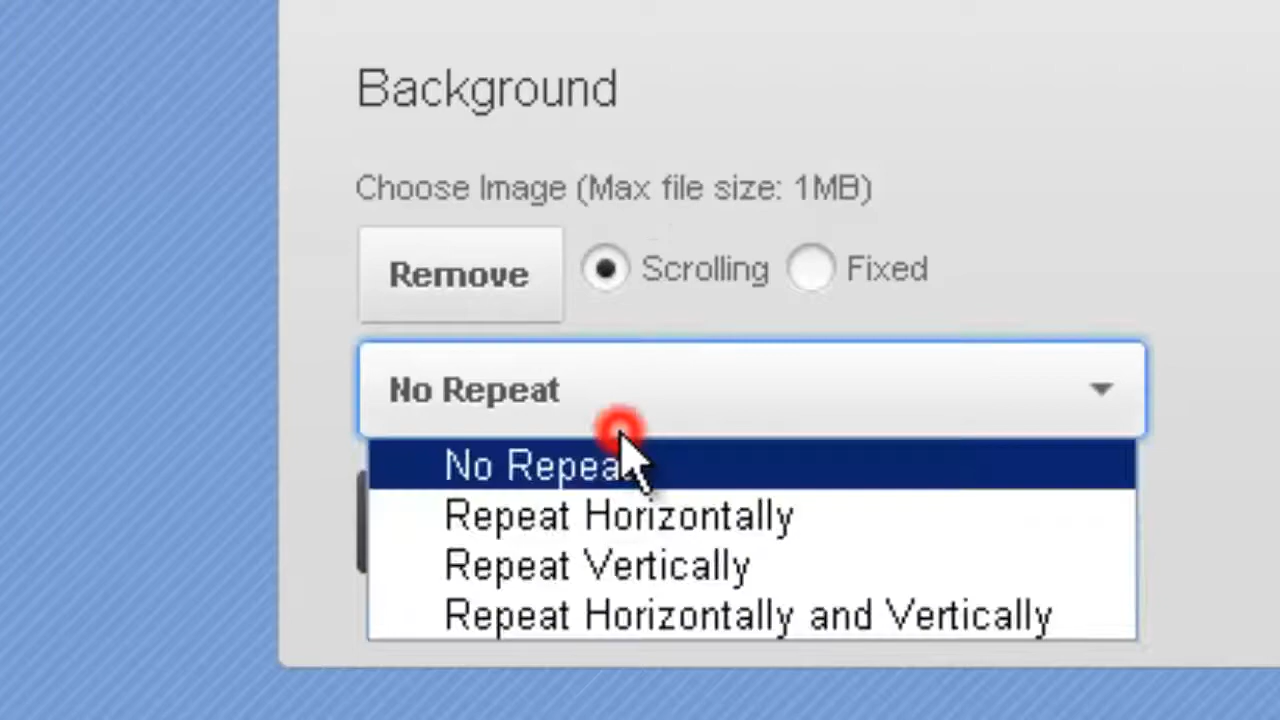 Background
Choose Image (Max file size: 1MB)
Remove Scrolling Fixed
No Repeat
No Repeat
Repeat Horizontally
Repeat Vertically
Repeat Horizontally and Vertically